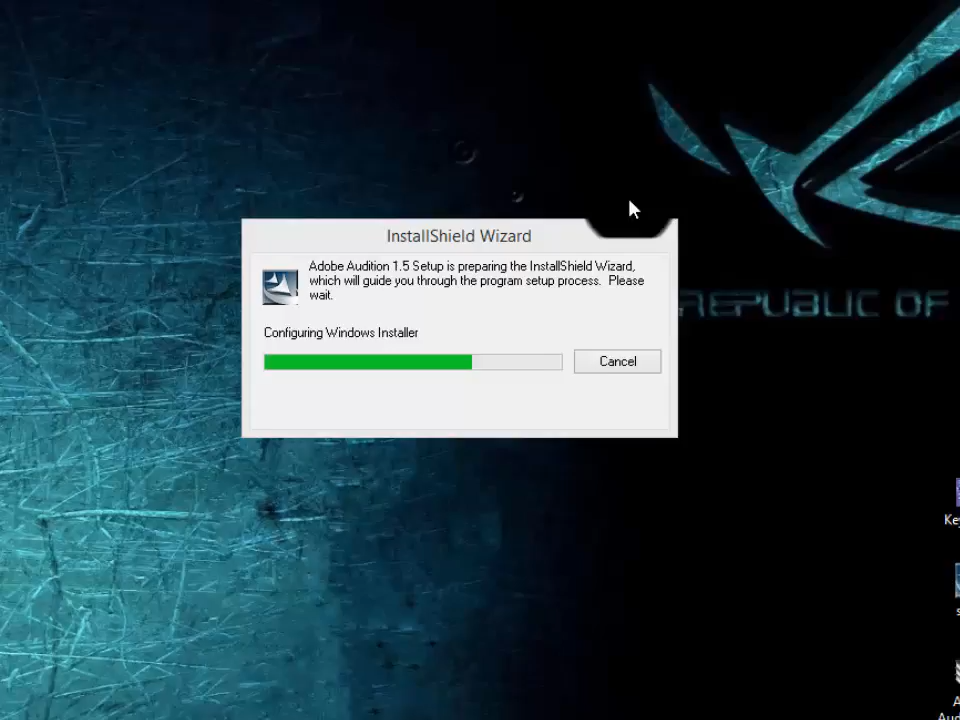 InstallShield Wizard
Adobe Audition 1.5 Setup is preparing the InstallShield Wizard,
which will guide you through the program setup process. Please
wait.
Configuring Windows Installer
Cancel
REPUBLIC OF